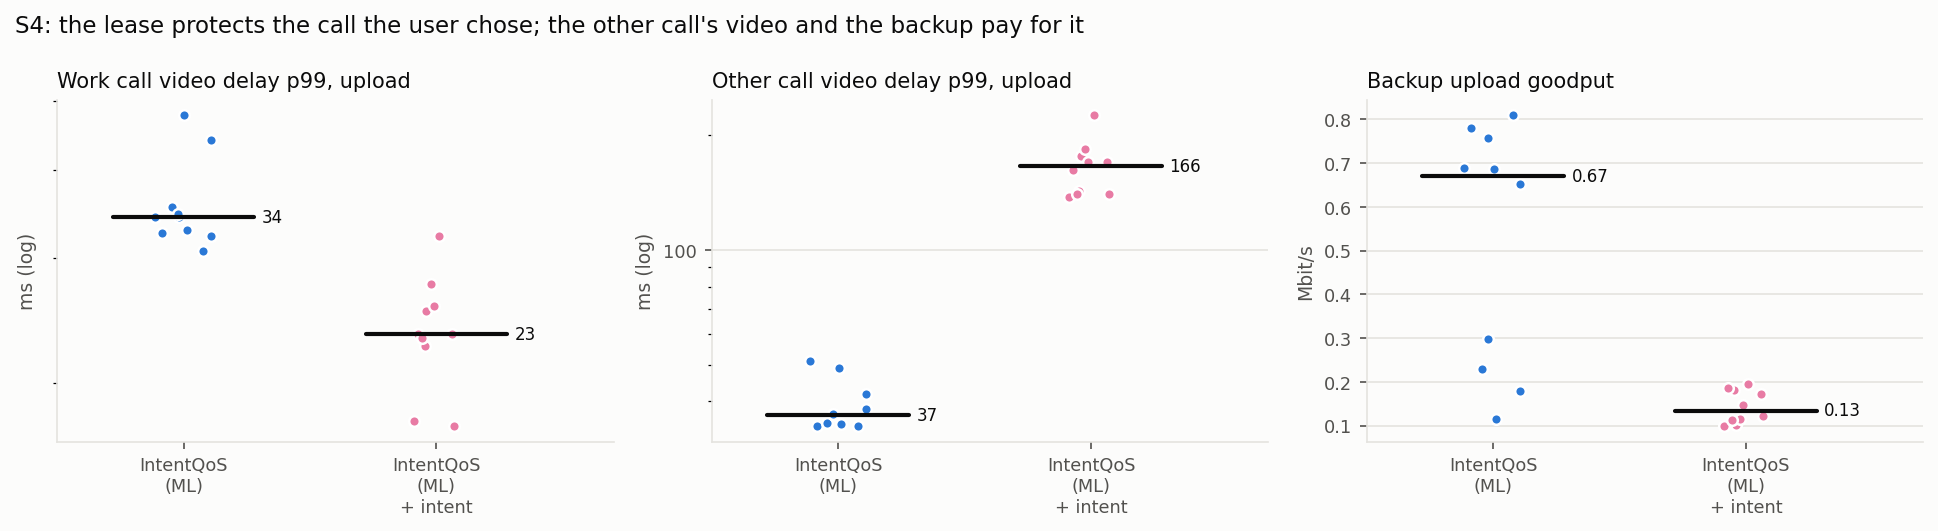 S4: the lease protects the call the user chose; the other call's video and the backup pay for it
Work call video delay p99, upload
ms (log)
34
23
IntentQoS
(ML)
IntentQoS
(ML)
+ intent
Other call video delay p99, upload
ms (log)
100
37
166
IntentQoS
(ML)
IntentQoS
(ML)
+ intent
Backup upload goodput
Mbit/s
0.8
0.7
0.6
0.5
0.4
0.3
0.2
0.1
0.67
0.13
IntentQoS
(ML)
IntentQoS
(ML)
+ intent